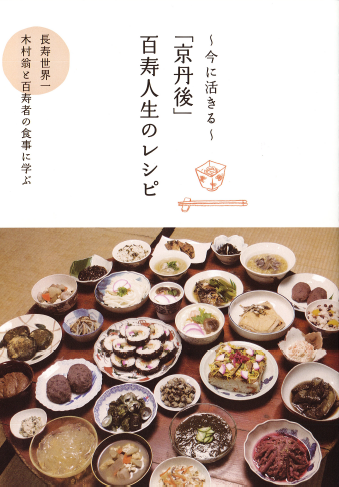 ～今に活きる～
「京丹後」
百寿人生のレシピ
長寿世界一
木村翁と百寿者の食事に学ぶ